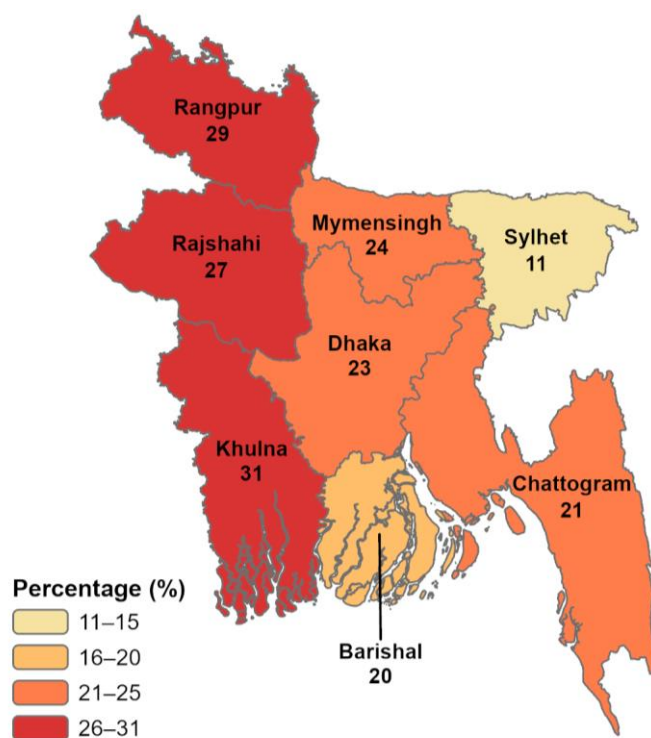 Rangpur
29
Rajshahi
27
Mymensingh
24
Sylhet
11
Dhaka
23
Khulna
31
Chattogram
21
Barishal
20
Percentage (%)
11–15
16–20
21–25
26–31